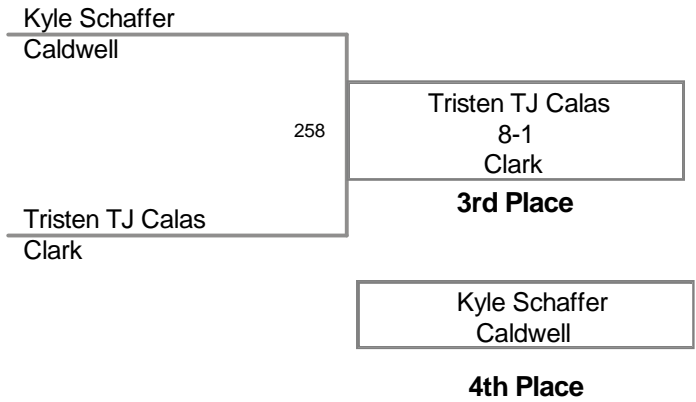 Kyle Schaffer
Caldwell
258
Tristen TJ Calas
8-1
Clark
3rd Place
Tristen TJ Calas
Clark
Kyle Schaffer
Caldwell
4th Place